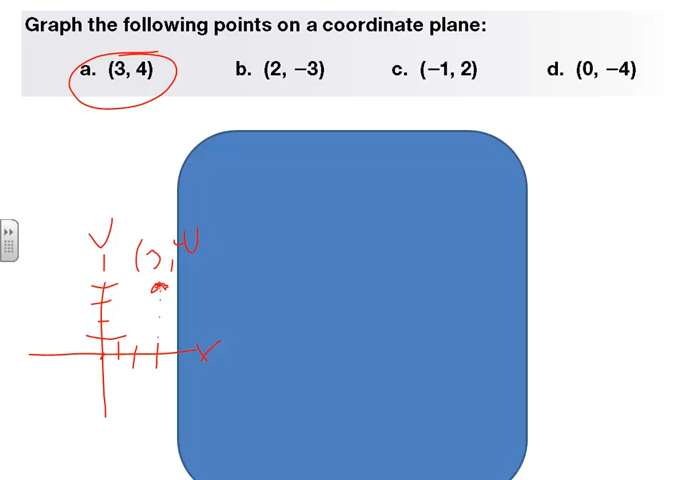 Graph the following points on a coordinate plane:
a. (3, 4) b. (2, −3) c. (−1, 2) d. (0, −4)
y
(3,4)
x